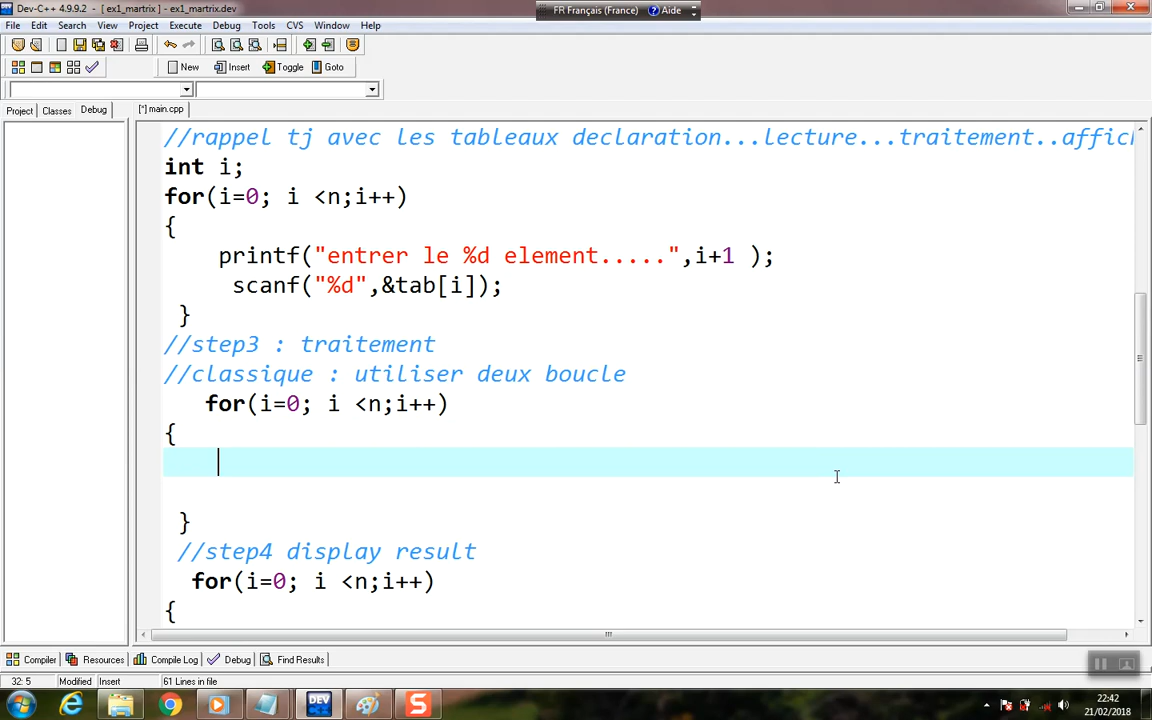 Dev-C++ 4.9.9.2 - [ ex1_martrix ] - ex1_martrix.dev
FR Français (France) Aide
File Edit Search View Project Execute Debug Tools CVS Window Help
New Insert Toggle Goto
Project Classes Debug [*] main.cpp
//rappel tj avec les tableaux declaration...lecture...traitement..affich
int i;
for(i=0; i <n;i++)
{
printf("entrer le %d element.....",i+1 );
scanf("%d",&tab[i]);
}
//step3 : traitement
//classique : utiliser deux boucle
for(i=0; i <n;i++)
{
}
//step4 display result
for(i=0; i <n;i++)
{
Compiler Resources Compile Log Debug Find Results
32: 5 Modified Insert 61 Lines in file
DEV S 22:42
21/02/2018